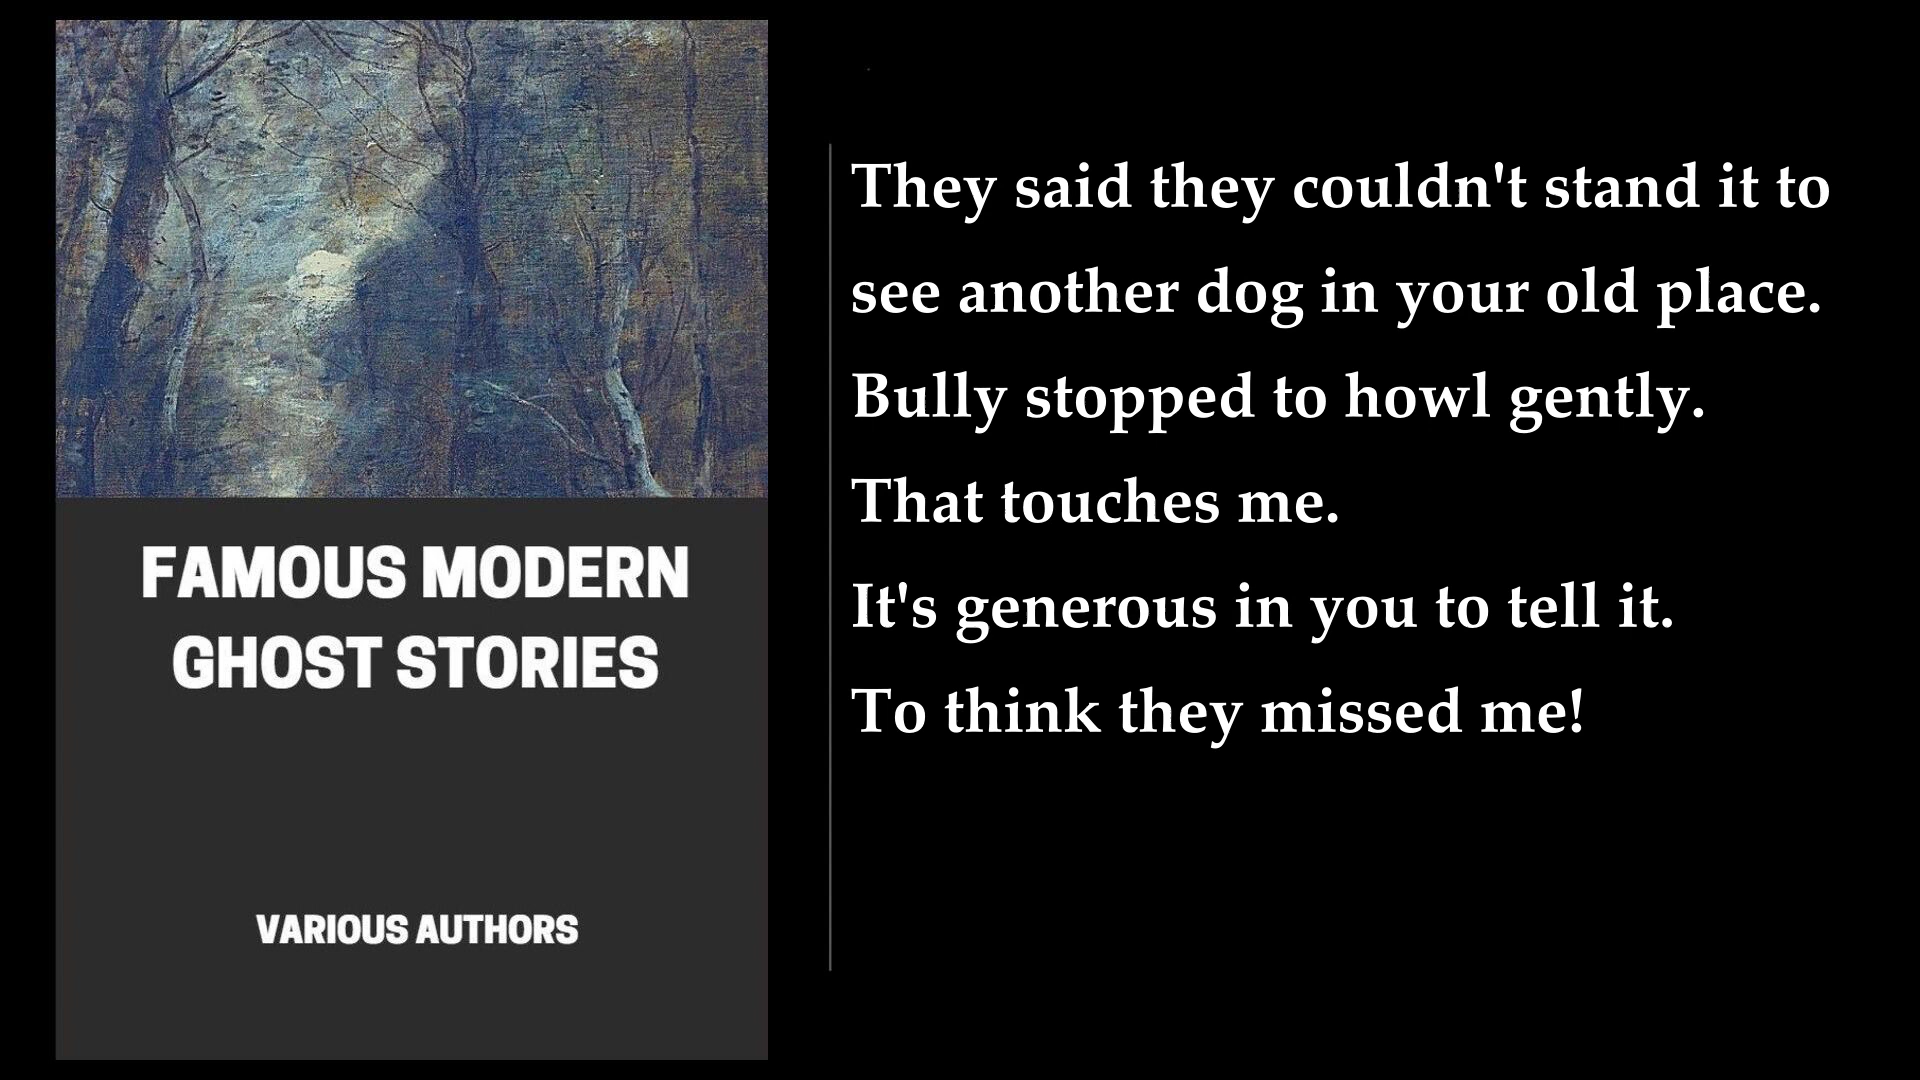 FAMOUS MODERN
GHOST STORIES
VARIOUS AUTHORS
They said they couldn't stand it to
see another dog in your old place.
Bully stopped to howl gently.
That touches me.
It's generous in you to tell it.
To think they missed me!